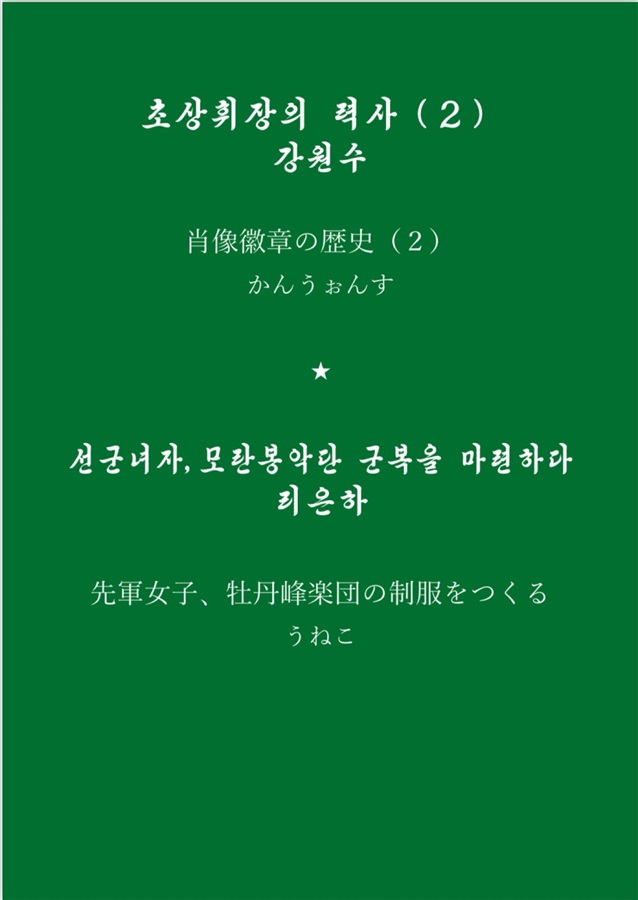 초상휘장의 력사 (２)
강원수
肖像徽章の歴史（２）
かんうぉんす
★
선군녀자, 모란봉악단 군복을 마련하다
리은하
先軍女子、牡丹峰楽団の制服をつくる
うねこ